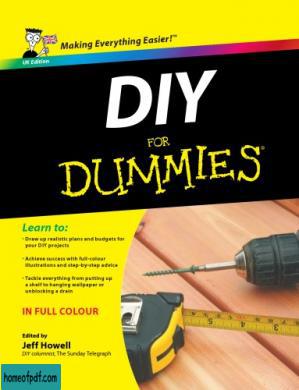 Making Everything Easier!™
UK Edition
DIY
FOR
DUMMIES®
Learn to:
• Draw up realistic plans and budgets for
your DIY projects
• Achieve success with full-colour
illustrations and step-by-step advice
• Tackle everything from putting up
a shelf to hanging wallpaper or
unblocking a drain
IN FULL COLOUR
Edited by
Jeff Howell
DIY columnist, The Sunday Telegraph
homeofpdf.com